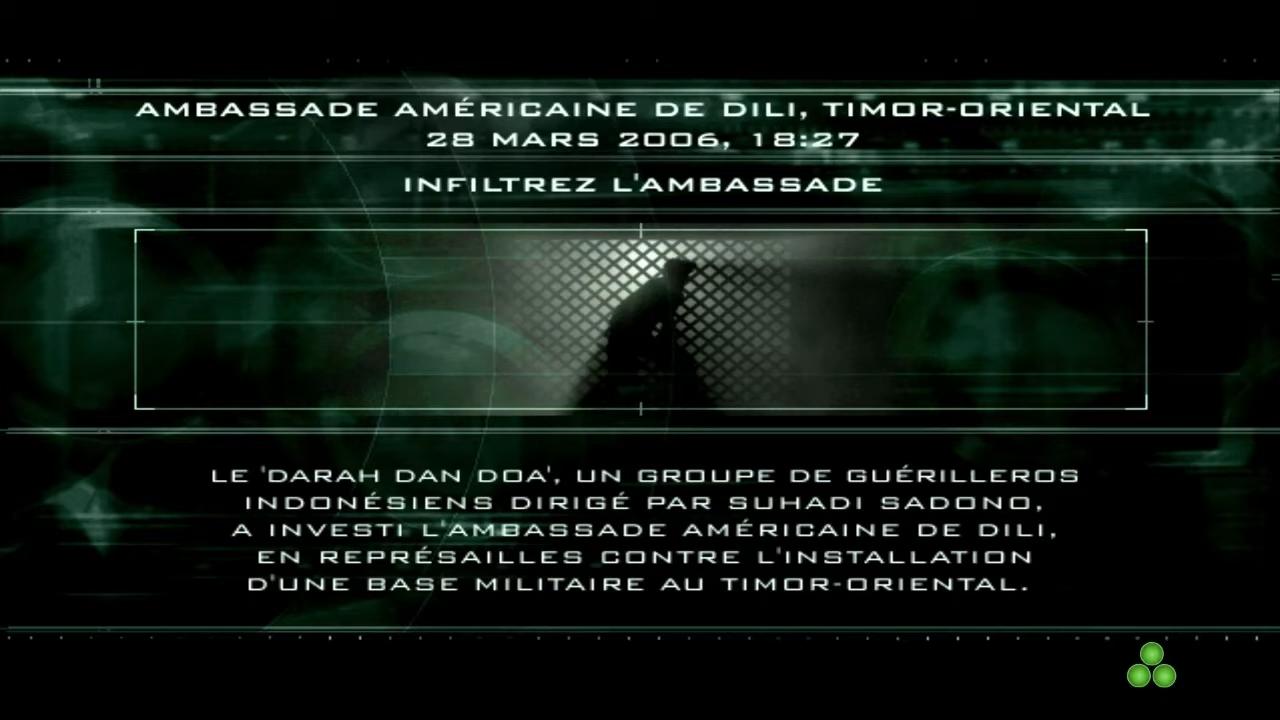 AMBASSADE AMÉRICAINE DE DILI, TIMOR-ORIENTAL
28 MARS 2006, 18:27
INFILTREZ L'AMBASSADE
LE 'DARAH DAN DOA', UN GROUPE DE GUÉRILLEROS
INDONÉSIENS DIRIGÉ PAR SUHADI SADONO,
A INVESTI L'AMBASSADE AMÉRICAINE DE DILI,
EN REPRÉSAILLES CONTRE L'INSTALLATION
D'UNE BASE MILITAIRE AU TIMOR-ORIENTAL.